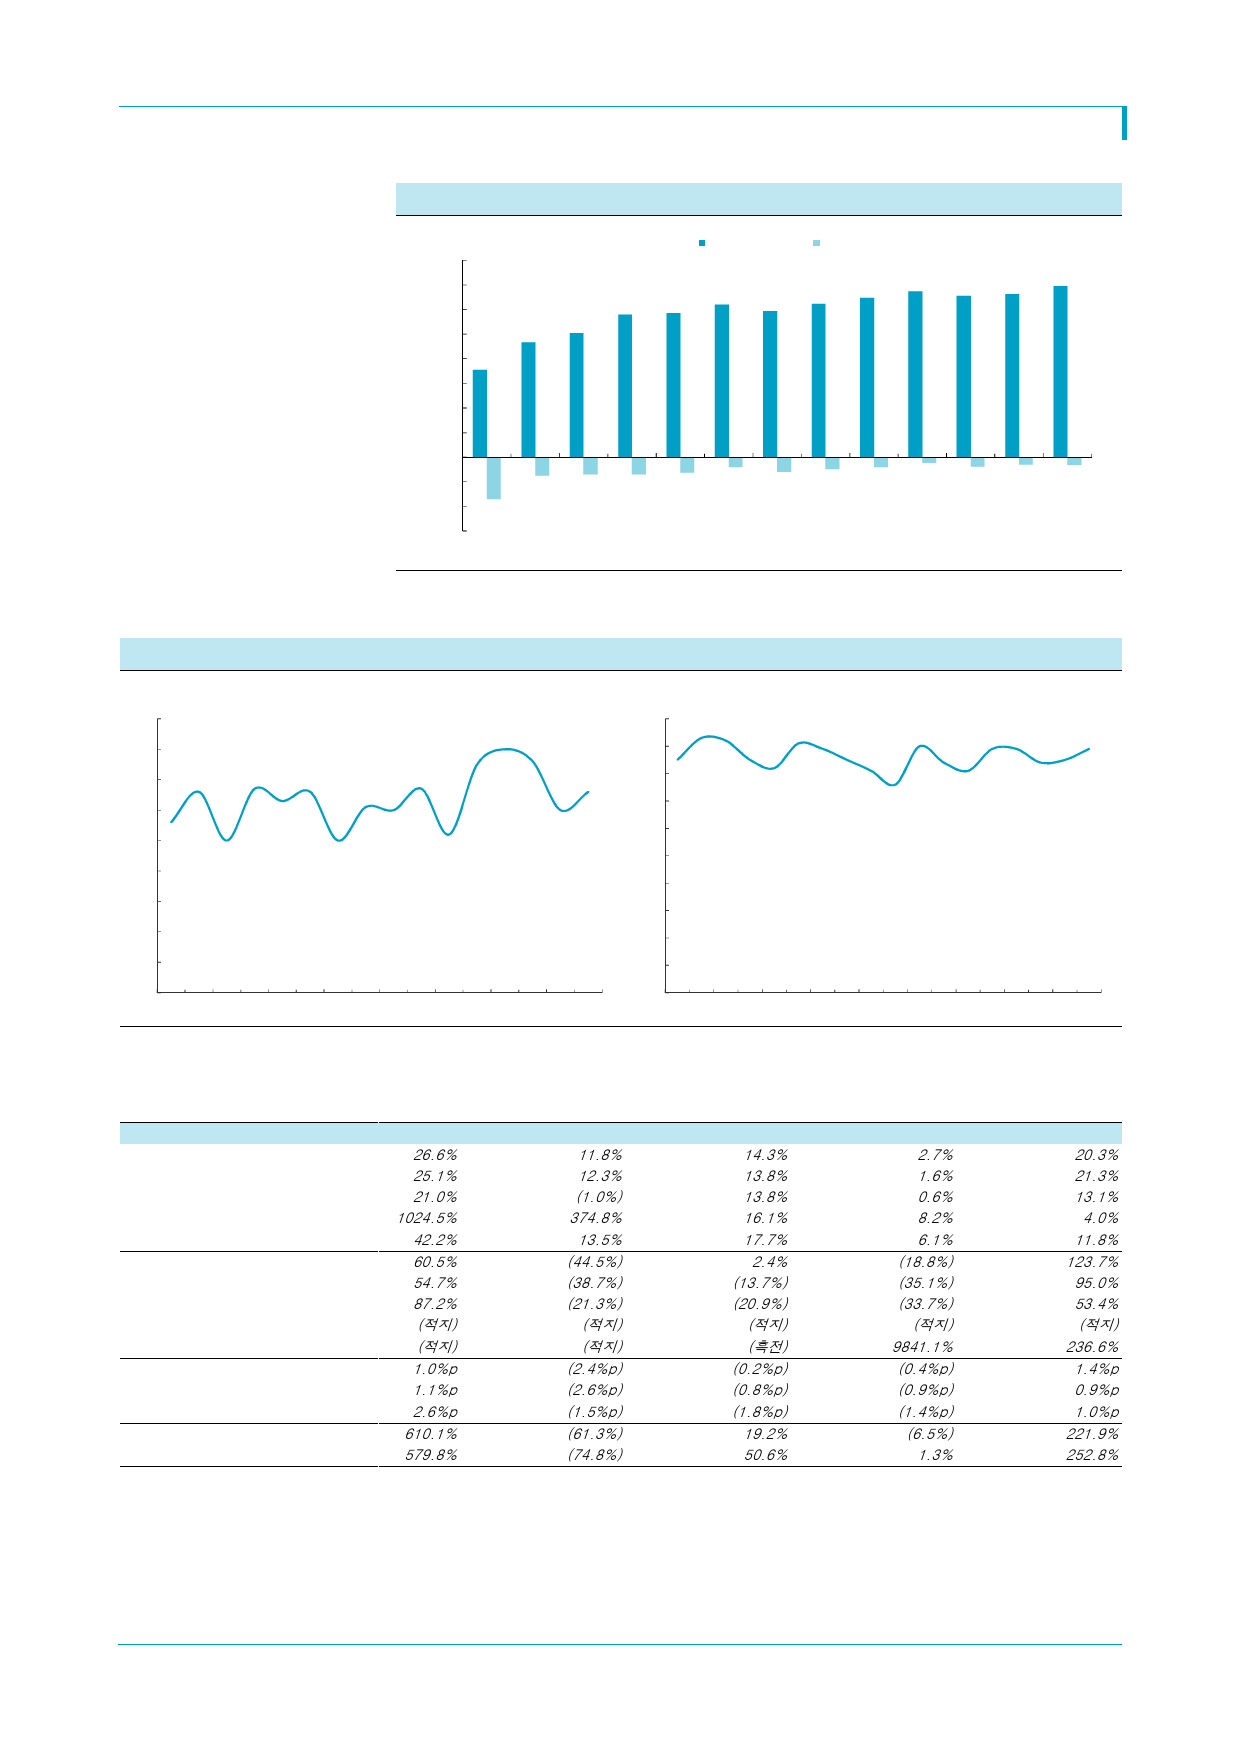 26.6% 11.8% 14.3% 2.7% 20.3%
25.1% 12.3% 13.8% 1.6% 21.3%
21.0% (1.0%) 13.8% 0.6% 13.1%
1024.5% 374.8% 16.1% 8.2% 4.0%
42.2% 13.5% 17.7% 6.1% 11.8%
60.5% (44.5%) 2.4% (18.8%) 123.7%
54.7% (38.7%) (13.7%) (35.1%) 95.0%
87.2% (21.3%) (20.9%) (33.7%) 53.4%
(적지) (적지) (적지) (적지) (적지)
(적지) (적지) (흑전) 9841.1% 236.6%
1.0%p (2.4%p) (0.2%p) (0.4%p) 1.4%p
1.1%p (2.6%p) (0.8%p) (0.9%p) 0.9%p
2.6%p (1.5%p) (1.8%p) (1.4%p) 1.0%p
610.1% (61.3%) 19.2% (6.5%) 221.9%
579.8% (74.8%) 50.6% 1.3% 252.8%